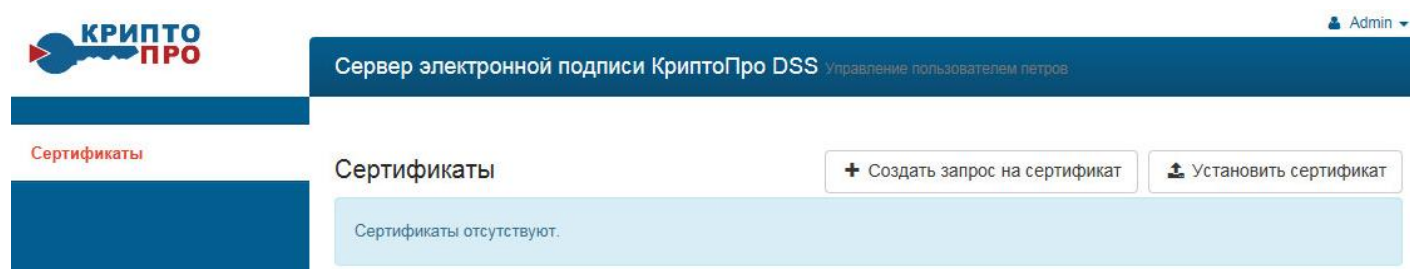 КРИПТО
ПРО
Admin
Сервер электронной подписи КриптоПро DSS Управление пользователем петров
Сертификаты
Сертификаты
Создать запрос на сертификат
Установить сертификат
Сертификаты отсутствуют.